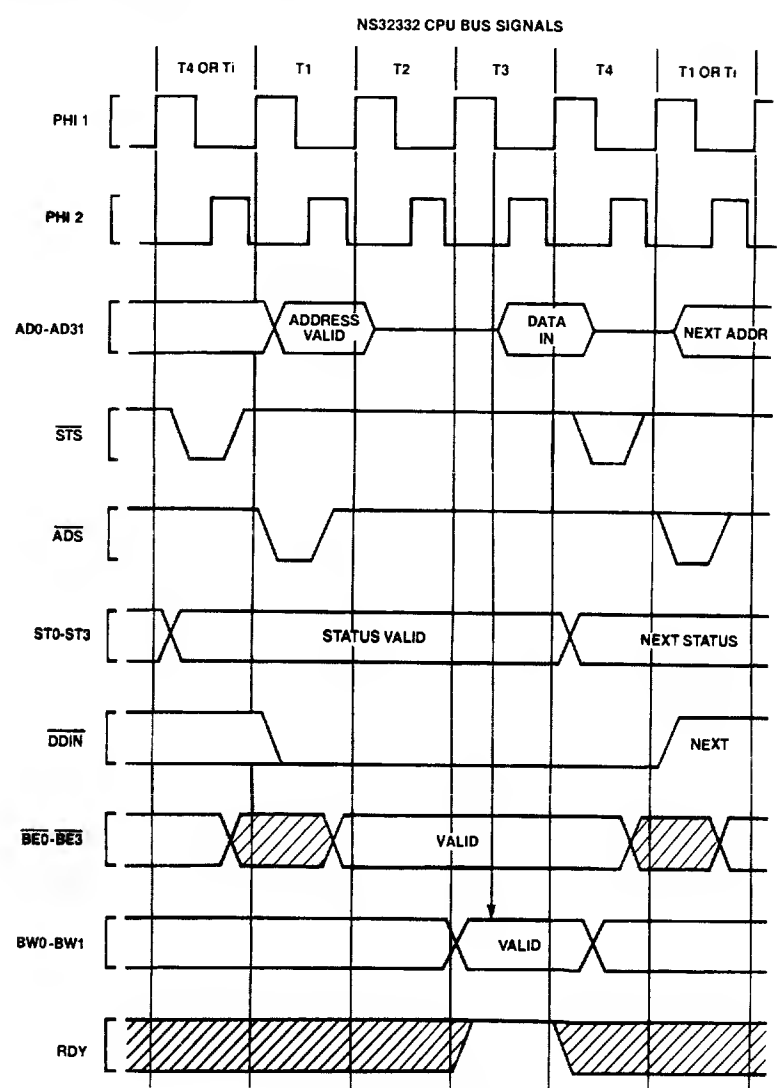 NS32332 CPU BUS SIGNALS
T4 OR Ti
T1
T2
T3
T4
T1 OR Ti
PHI 1
PHI 2
AD0-AD31
ADDRESS
VALID
DATA
IN
NEXT ADDR
STS
ADS
ST0-ST3
STATUS VALID
NEXT STATUS
DDIN
NEXT
BE0-BE3
VALID
BW0-BW1
VALID
RDY